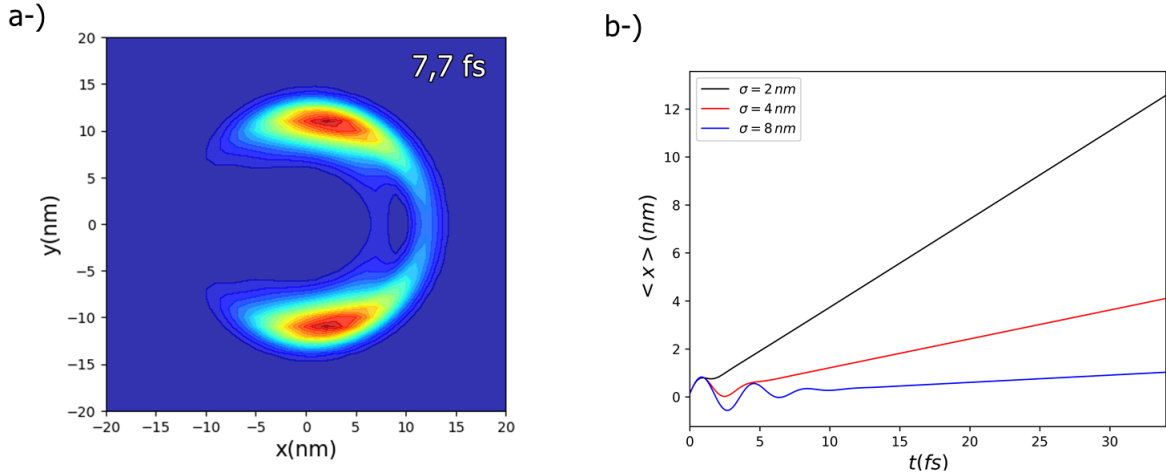 a-)
7,7 fs
20
15
10
5
0
−5
−10
−15
−20
−20 −15 −10 −5 0 5 10 15 20
y(nm)
x(nm)
b-)
σ = 2 nm
σ = 4 nm
σ = 8 nm
12
10
8
6
4
2
0
0 5 10 15 20 25 30
< x > (nm)
t(fs)